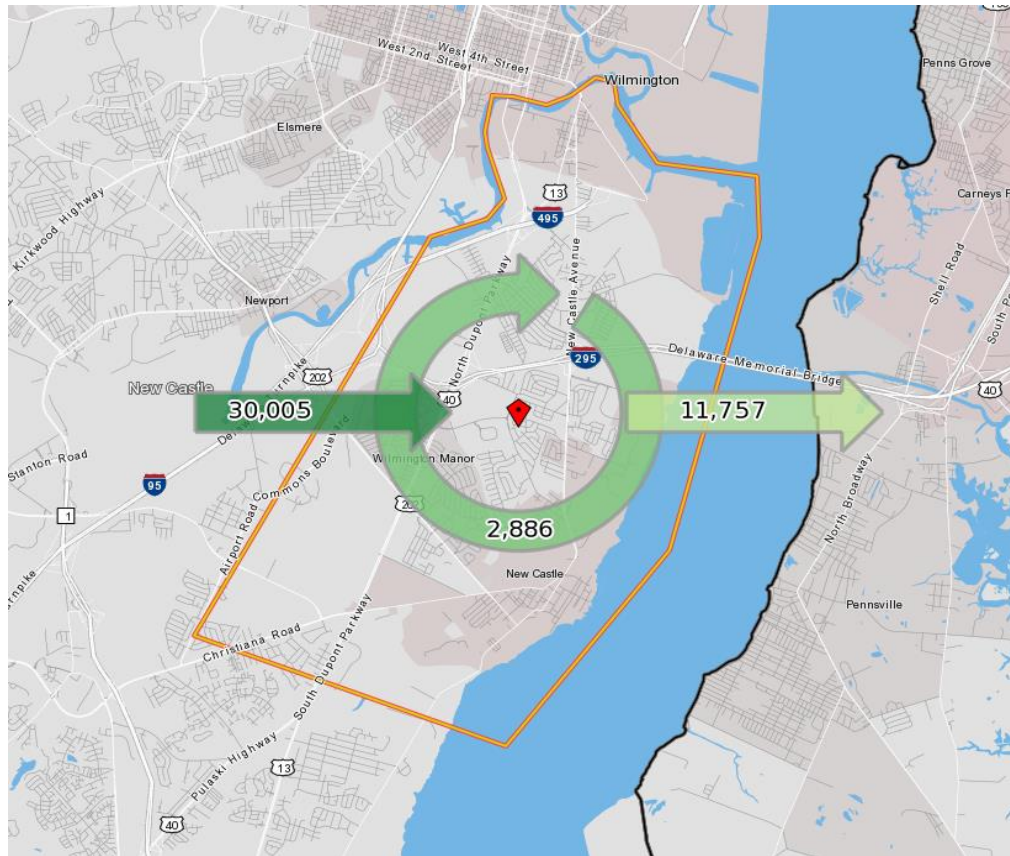 Penns Grove
West 4th Street
West 2nd Street
Wilmington
Elsmere
13
Carneys
495
Kirkwood Highway
Shell Road
Newport
North Dupont Parkway
New Castle Avenue
South
295
Delaware Memorial Bridge
202
New Castle
40
40
30,005
11,757
Stanton Road
Commons Boulevard
Wilmington Manor
95
202
1
North Broadway
2,886
Airport Road
New Castle
Pennsville
Christiana Road
South Dupont Parkway
Pulaski Highway
13
40